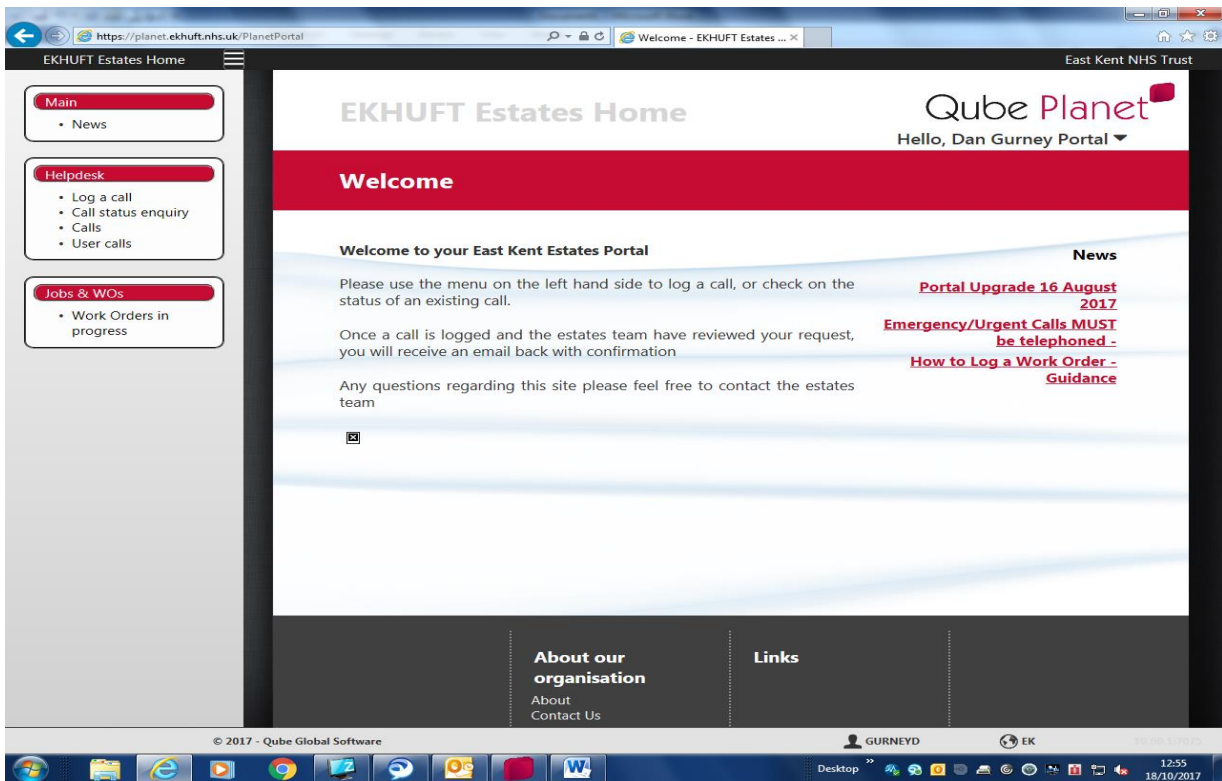 https://planet.ekhuft.nhs.uk/PlanetPortal
Welcome - EKHUFT Estates ...
EKHUFT Estates Home
East Kent NHS Trust
Main
• News
Helpdesk
• Log a call
• Call status enquiry
• Calls
• User calls
Jobs & WOs
• Work Orders in
progress
EKHUFT Estates Home
Qube Planet
Hello, Dan Gurney Portal
Welcome
Welcome to your East Kent Estates Portal
Please use the menu on the left hand side to log a call, or check on the
status of an existing call.
Once a call is logged and the estates team have reviewed your request,
you will receive an email back with confirmation
Any questions regarding this site please feel free to contact the estates
team
News
Portal Upgrade 16 August
2017
Emergency/Urgent Calls MUST
be telephoned -
How to Log a Work Order -
Guidance
About our
organisation
About
Contact Us
Links
© 2017 - Qube Global Software
GURNEYD
EK
Desktop
12:55
18/10/2017